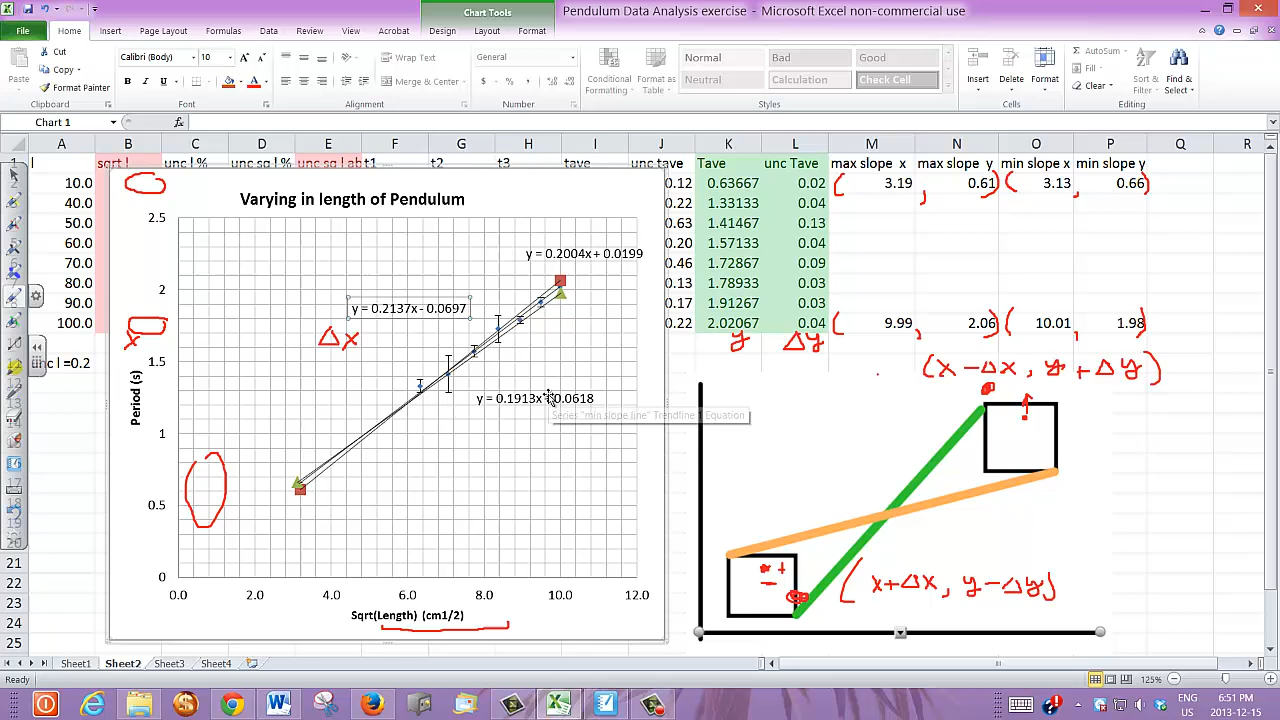 Chart Tools
Pendulum Data Analysis exercise - Microsoft Excel non-commercial use
File Home Insert Page Layout Formulas Data Review View Acrobat Design Layout Format
Cut
Copy
Format Painter
Paste
Clipboard
Calibri (Body) 10
B I U
Font
Wrap Text
Merge & Center
Alignment
General
$ % ,
Number
Conditional Formatting
Format as Table
Normal Bad Good
Neutral Calculation Check Cell
Styles
Insert Delete Format
Cells
AutoSum
Fill
Clear
Sort & Filter
Find & Select
Editing
Chart 1 fx
A B C D E F G H I J K L M N O P Q R
1 l sqrt l unc l % unc sq l % unc sq l ab t1 t2 t3 tave unc tave Tave unc Tave max slope x max slope y min slope x min slope y
10.0 0.12 0.63667 0.02 ( 3.19 , 0.61 ) ( 3.13 , 0.66 )
40.0 0.22 1.33133 0.04
50.0 0.63 1.41467 0.13
60.0 0.20 1.57133 0.04
70.0 0.46 1.72867 0.09
80.0 0.13 1.78933 0.03
90.0 0.17 1.91267 0.03
100.0 0.22 2.02067 0.04 ( 9.99 , 2.06 ) ( 10.01 , 1.98 )
x y Δy
unc l =0.2
Varying in length of Pendulum
2.5
2
1.5
1
0.5
0
0.0 2.0 4.0 6.0 8.0 10.0 12.0
Period (s)
Sqrt(Length) (cm1/2)
y = 0.2004x + 0.0199
y = 0.2137x - 0.0697
Δx
y = 0.1913x + 0.0618
Series "min slope line" Trendline 1 Equation
(x - Δx , y + Δy)
(x+Δx , y-Δy)
21
22
23
24
25
Sheet1 Sheet2 Sheet3 Sheet4
Ready
125%
ENG
US
6:51 PM
2013-12-15